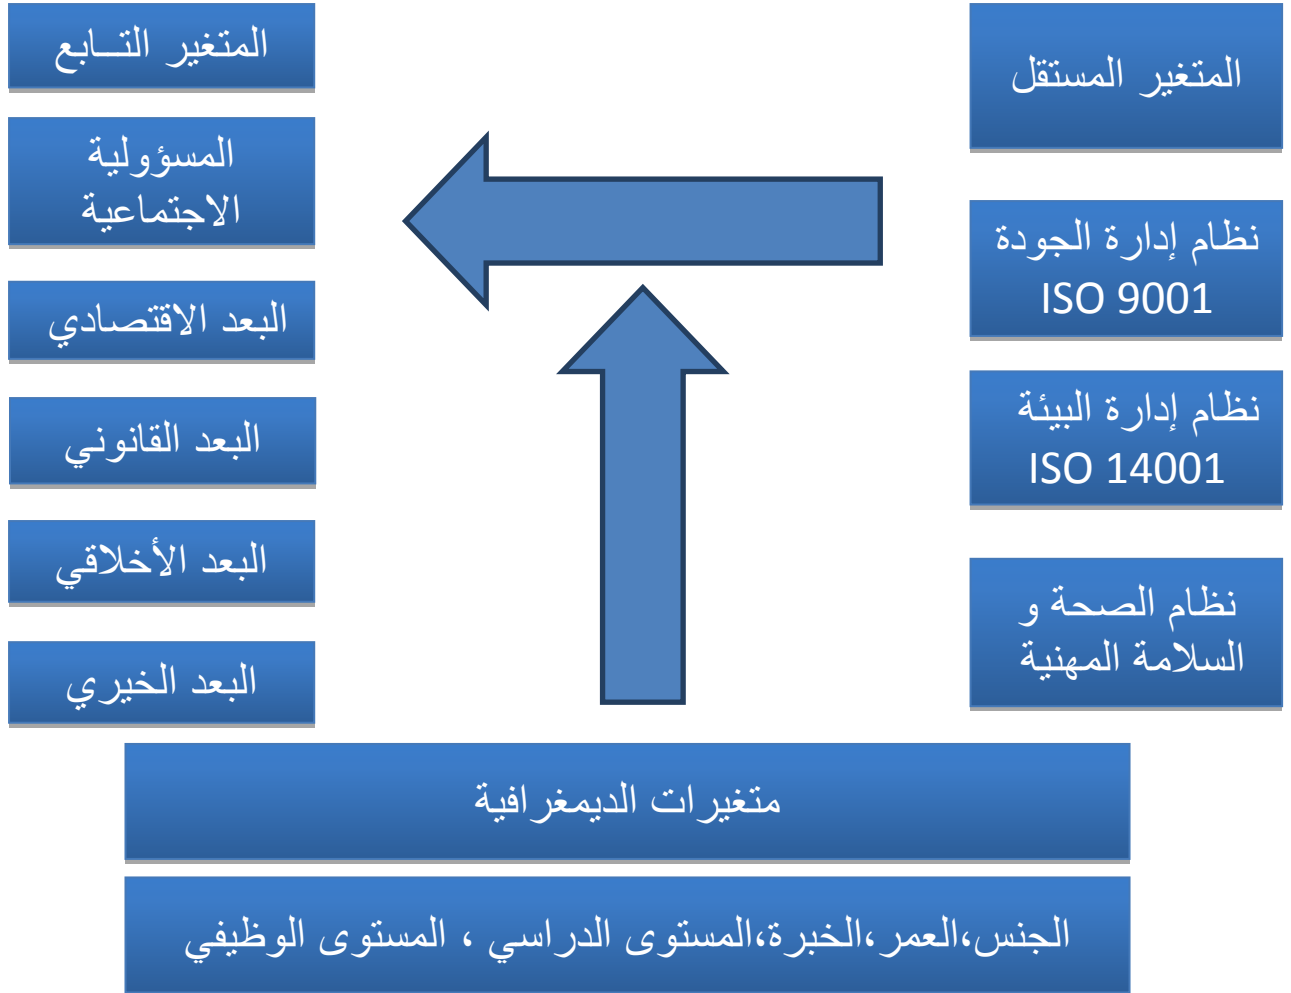 المتغير المستقل
نظام إدارة الجودة
ISO 9001
نظام إدارة البيئة
ISO 14001
نظام الصحة و
السلامة المهنية
المتغير التــابع
المسؤولية
الاجتماعية
البعد الاقتصادي
البعد القانوني
البعد الأخلاقي
البعد الخيري
متغيرات الديمغرافية
الجنس،العمر،الخبرة،المستوى الدراسي ، المستوى الوظيفي